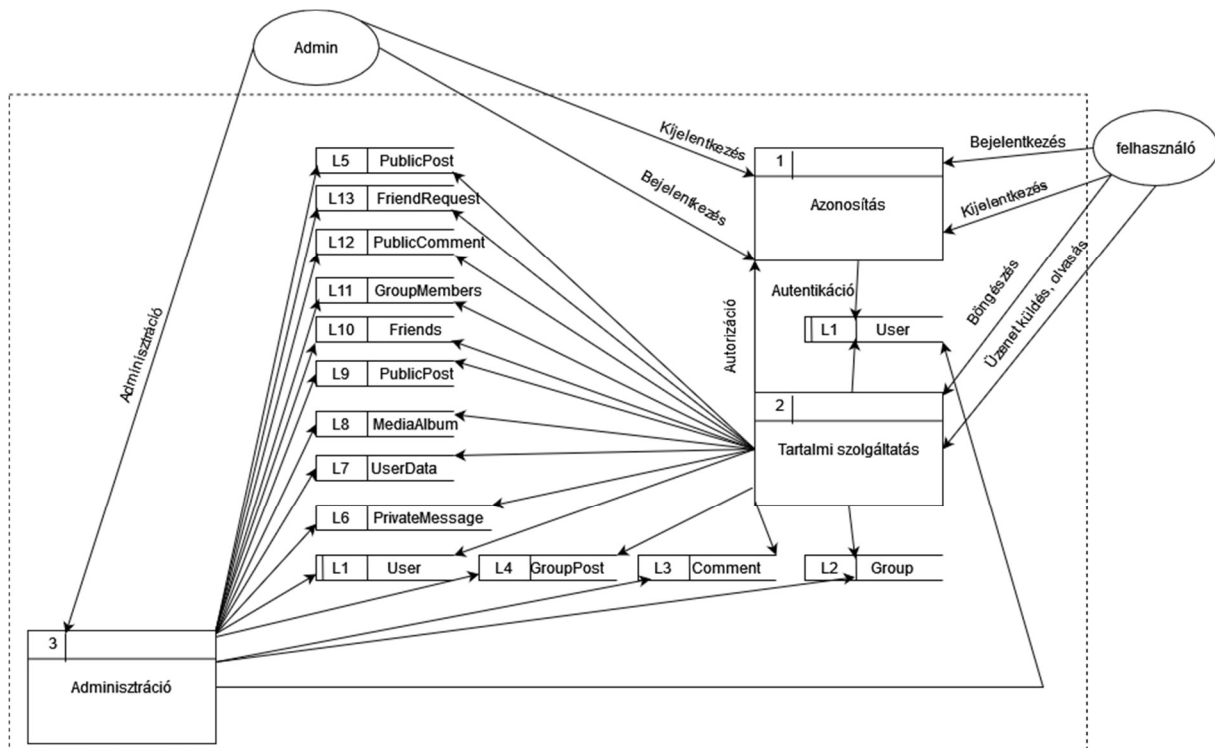 Admin
felhasználó
Kijelentkezés
Bejelentkezés
Bejelentkezés
Kijelentkezés
Böngészés
Üzenet küldés, olvasás
Adminisztráció
1
Azonosítás
L5 PublicPost
L13 FriendRequest
L12 PublicComment
L11 GroupMembers
L10 Friends
L9 PublicPost
L8 MediaAlbum
L7 UserData
L6 PrivateMessage
L1 User
L4 GroupPost
L3 Comment
L2 Group
Autentikáció
L1 User
Autorizáció
2
Tartalmi szolgáltatás
3
Adminisztráció